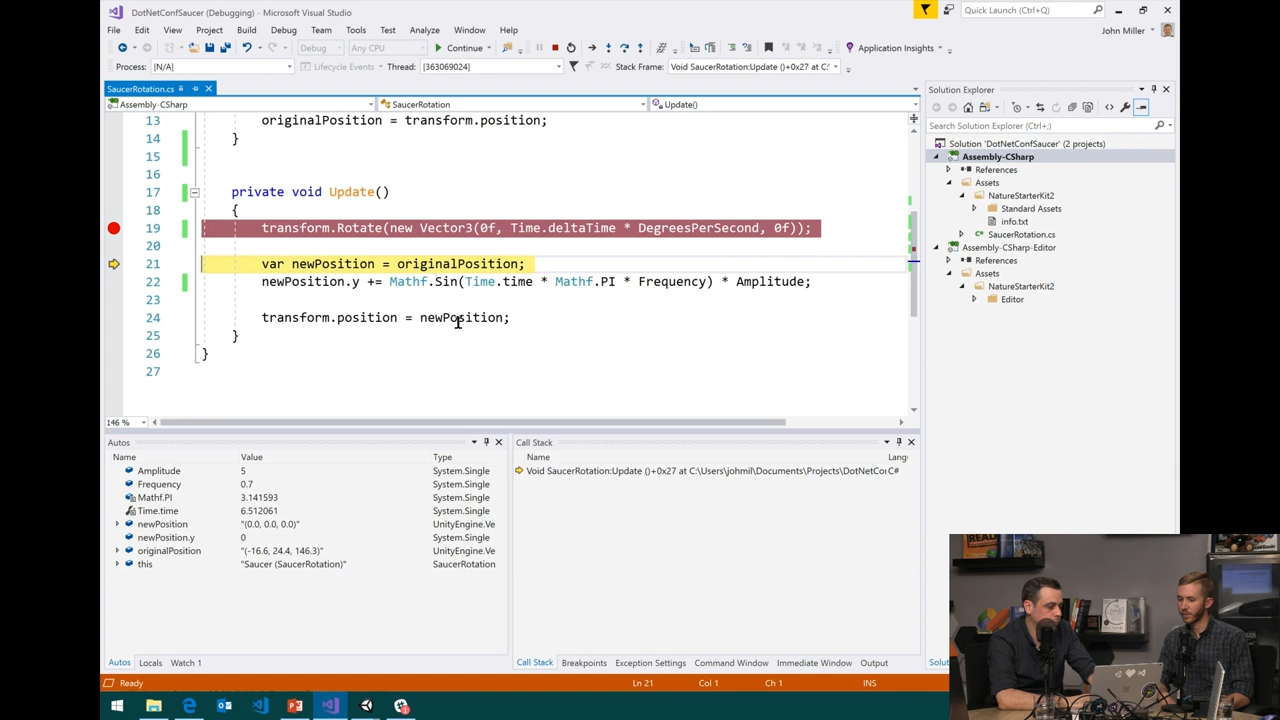 DotNetConfSaucer (Debugging) - Microsoft Visual Studio
Quick Launch (Ctrl+Q)
File Edit View Project Build Debug Team Tools Test Analyze Window Help
John Miller
Debug Any CPU Continue Application Insights
Process: [N/A] Lifecycle Events Thread: [363069024] Stack Frame: Void SaucerRotation:Update ()+0x27 at C:
SaucerRotation.cs
Assembly-CSharp SaucerRotation Update()
13 originalPosition = transform.position;
14 }
15
16
17 private void Update()
18 {
19 transform.Rotate(new Vector3(0f, Time.deltaTime * DegreesPerSecond, 0f));
20
21 var newPosition = originalPosition;
22 newPosition.y += Mathf.Sin(Time.time * Mathf.PI * Frequency) * Amplitude;
23
24 transform.position = newPosition;
25 }
26 }
27
146 %
Solution Explorer
Search Solution Explorer (Ctrl+;)
Solution 'DotNetConfSaucer' (2 projects)
Assembly-CSharp
References
Assets
NatureStarterKit2
Standard Assets
info.txt
SaucerRotation.cs
Assembly-CSharp-Editor
References
Assets
NatureStarterKit2
Editor
Autos
Name Value Type
Amplitude 5 System.Single
Frequency 0.7 System.Single
Mathf.PI 3.141593 System.Single
Time.time 6.512061 System.Single
newPosition "(0.0, 0.0, 0.0)" UnityEngine.Ve
newPosition.y 0 System.Single
originalPosition "(-16.6, 24.4, 146.3)" UnityEngine.Ve
this "Saucer (SaucerRotation)" SaucerRotation
Autos Locals Watch 1
Call Stack
Name Lang
Void SaucerRotation:Update ()+0x27 at C:\Users\johmil\Documents\Projects\DotNetCo C#
Call Stack Breakpoints Exception Settings Command Window Immediate Window Output
Solu
Ready Ln 21 Col 1 Ch 1 INS